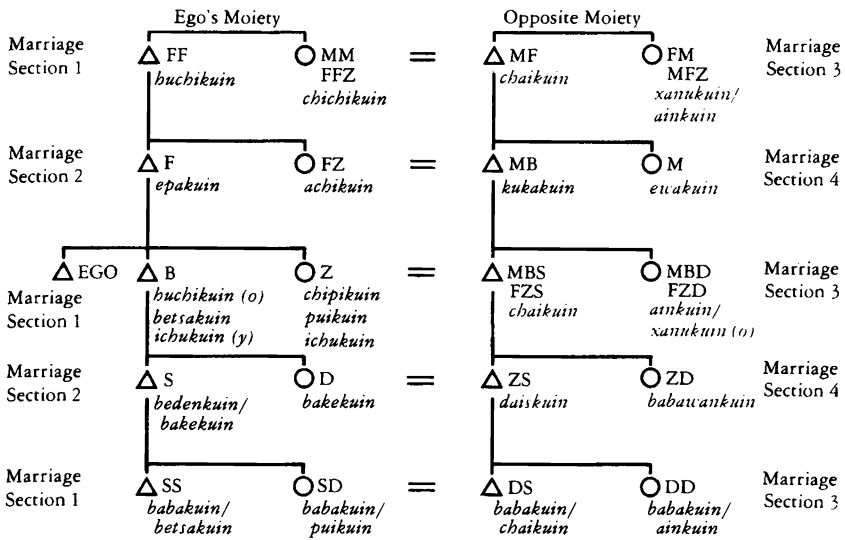 Ego's Moiety
Opposite Moiety
Marriage
Section 1
FF
huchikuin
MM
FFZ
chichikuin
=
MF
chaikuin
FM
MFZ
xanukuin/
ainkuin
Marriage
Section 3
Marriage
Section 2
F
epakuin
FZ
achikuin
=
MB
kukakuin
M
ewakuin
Marriage
Section 4
EGO
Marriage
Section 1
B
huchikuin (o)
betsakuin
ichukuin (y)
Z
chipikuin
puikuin
ichukuin
=
MBS
FZS
chaikuin
MBD
FZD
ainkuin/
xanukuin (o)
Marriage
Section 3
Marriage
Section 2
S
bedenkuin/
bakekuin
D
bakekuin
=
ZS
daiskuin
ZD
babawankuin
Marriage
Section 4
Marriage
Section 1
SS
babakuin/
betsakuin
SD
babakuin/
puikuin
=
DS
babakuin/
chaikuin
DD
babakuin/
ainkuin
Marriage
Section 3